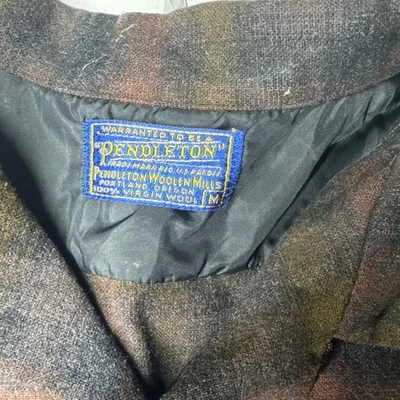 WARRANTED TO BE A
"PENDLETON"
TRADE MARK REG. U.S. PAT. OFF.
PENDLETON WOOLEN MILLS
PORTLAND, OREGON
100% VIRGIN WOOL M